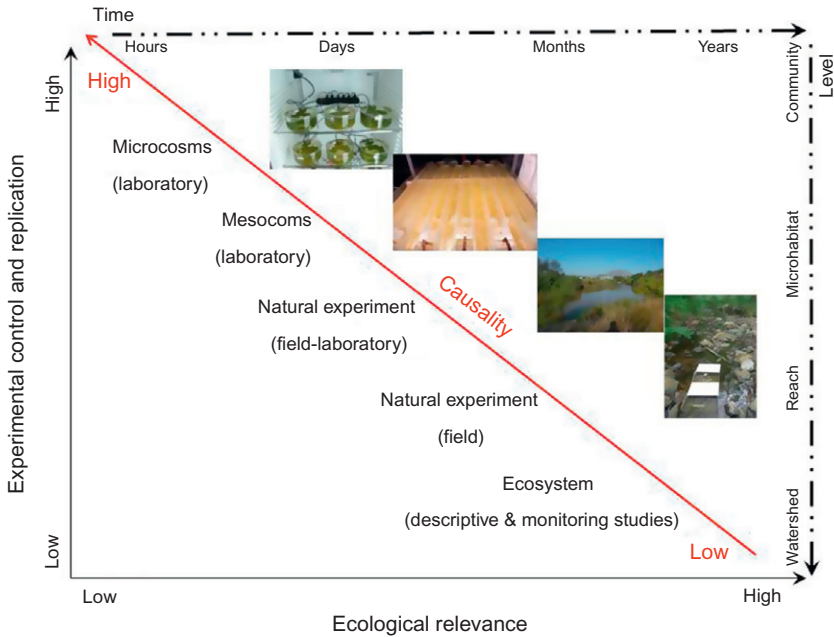 Time
Hours
Days
Months
Years
High
High
Community
Level
Microcosms
(laboratory)
Mesocoms
(laboratory)
Experimental control and replication
Microhabitat
Causality
Natural experiment
(field-laboratory)
Reach
Natural experiment
(field)
Ecosystem
(descriptive & monitoring studies)
Watershed
Low
Low
Low
High
Ecological relevance